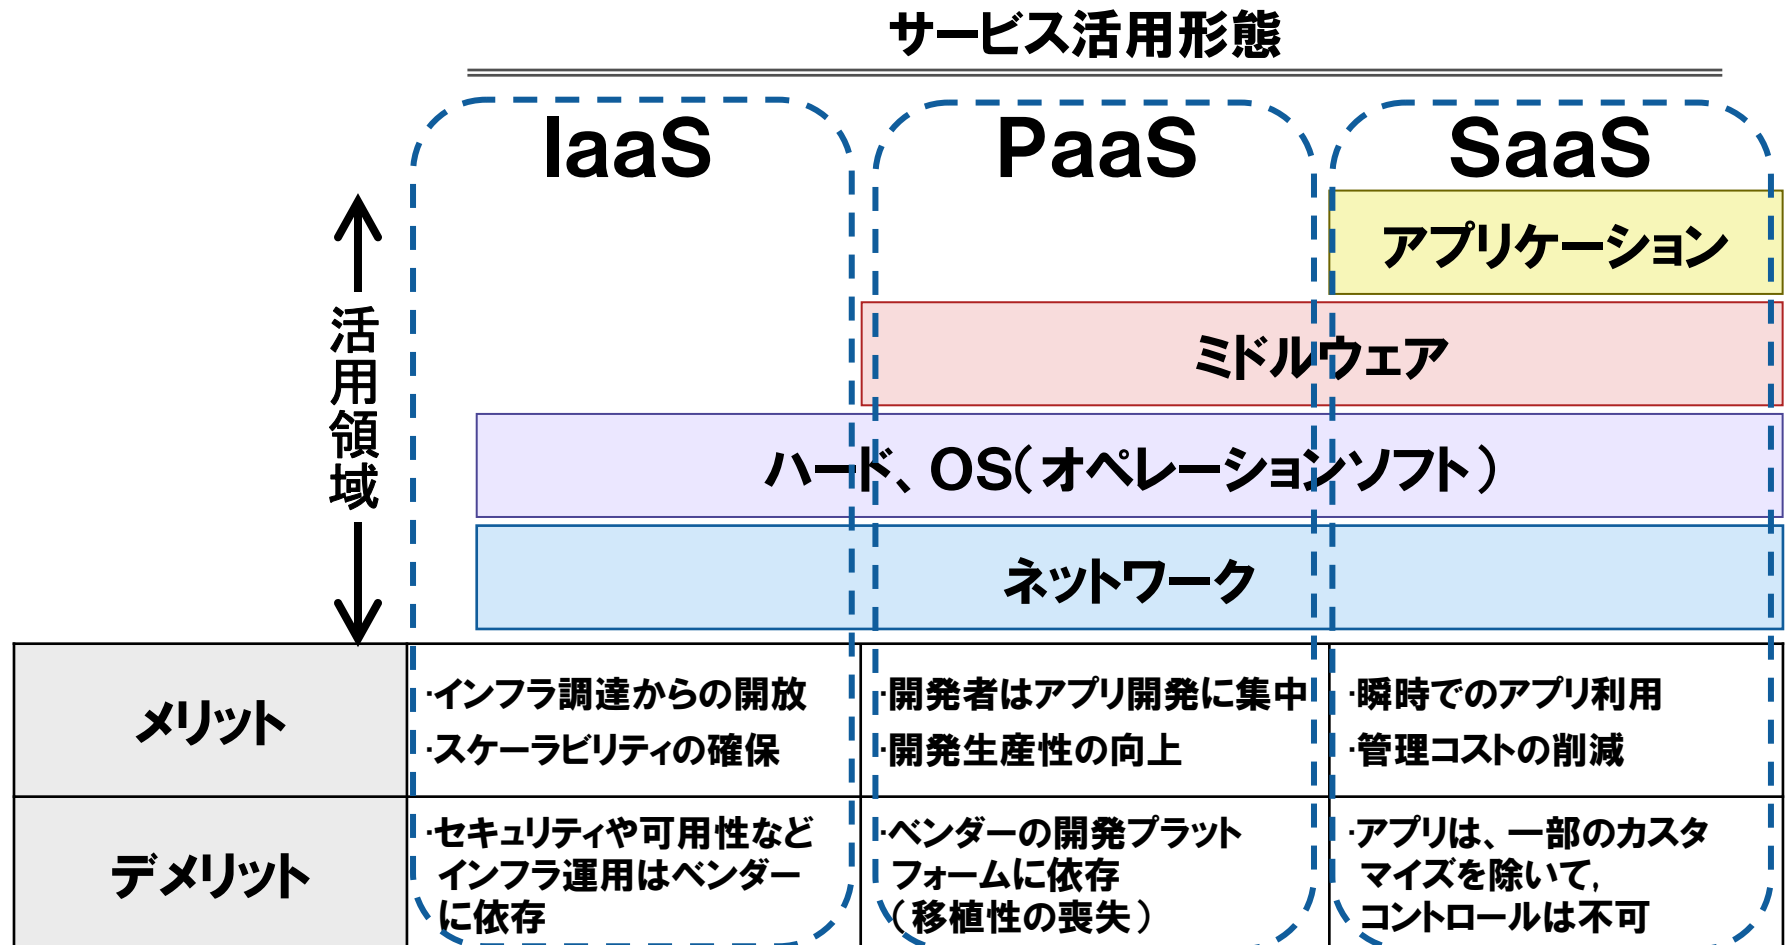 サービス活用形態
IaaS
PaaS
SaaS
活用領域
アプリケーション
ミドルウェア
ハード、OS(オペレーションソフト)
ネットワーク
メリット
・インフラ調達からの開放
・スケーラビリティの確保
・開発者はアプリ開発に集中
・開発生産性の向上
・瞬時でのアプリ利用
・管理コストの削減
デメリット
・セキュリティや可用性など
インフラ運用はベンダー
に依存
・ベンダーの開発プラット
フォームに依存
(移植性の喪失)
・アプリは、一部のカスタ
マイズを除いて,
コントロールは不可